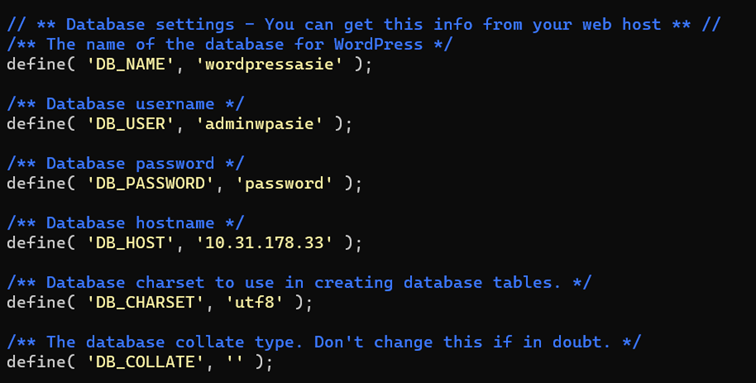 // ** Database settings - You can get this info from your web host ** //
/** The name of the database for WordPress */
define( 'DB_NAME', 'wordpressasie' );
/** Database username */
define( 'DB_USER', 'adminwpasie' );
/** Database password */
define( 'DB_PASSWORD', 'password' );
/** Database hostname */
define( 'DB_HOST', '10.31.178.33' );
/** Database charset to use in creating database tables. */
define( 'DB_CHARSET', 'utf8' );
/** The database collate type. Don't change this if in doubt. */
define( 'DB_COLLATE', '' );